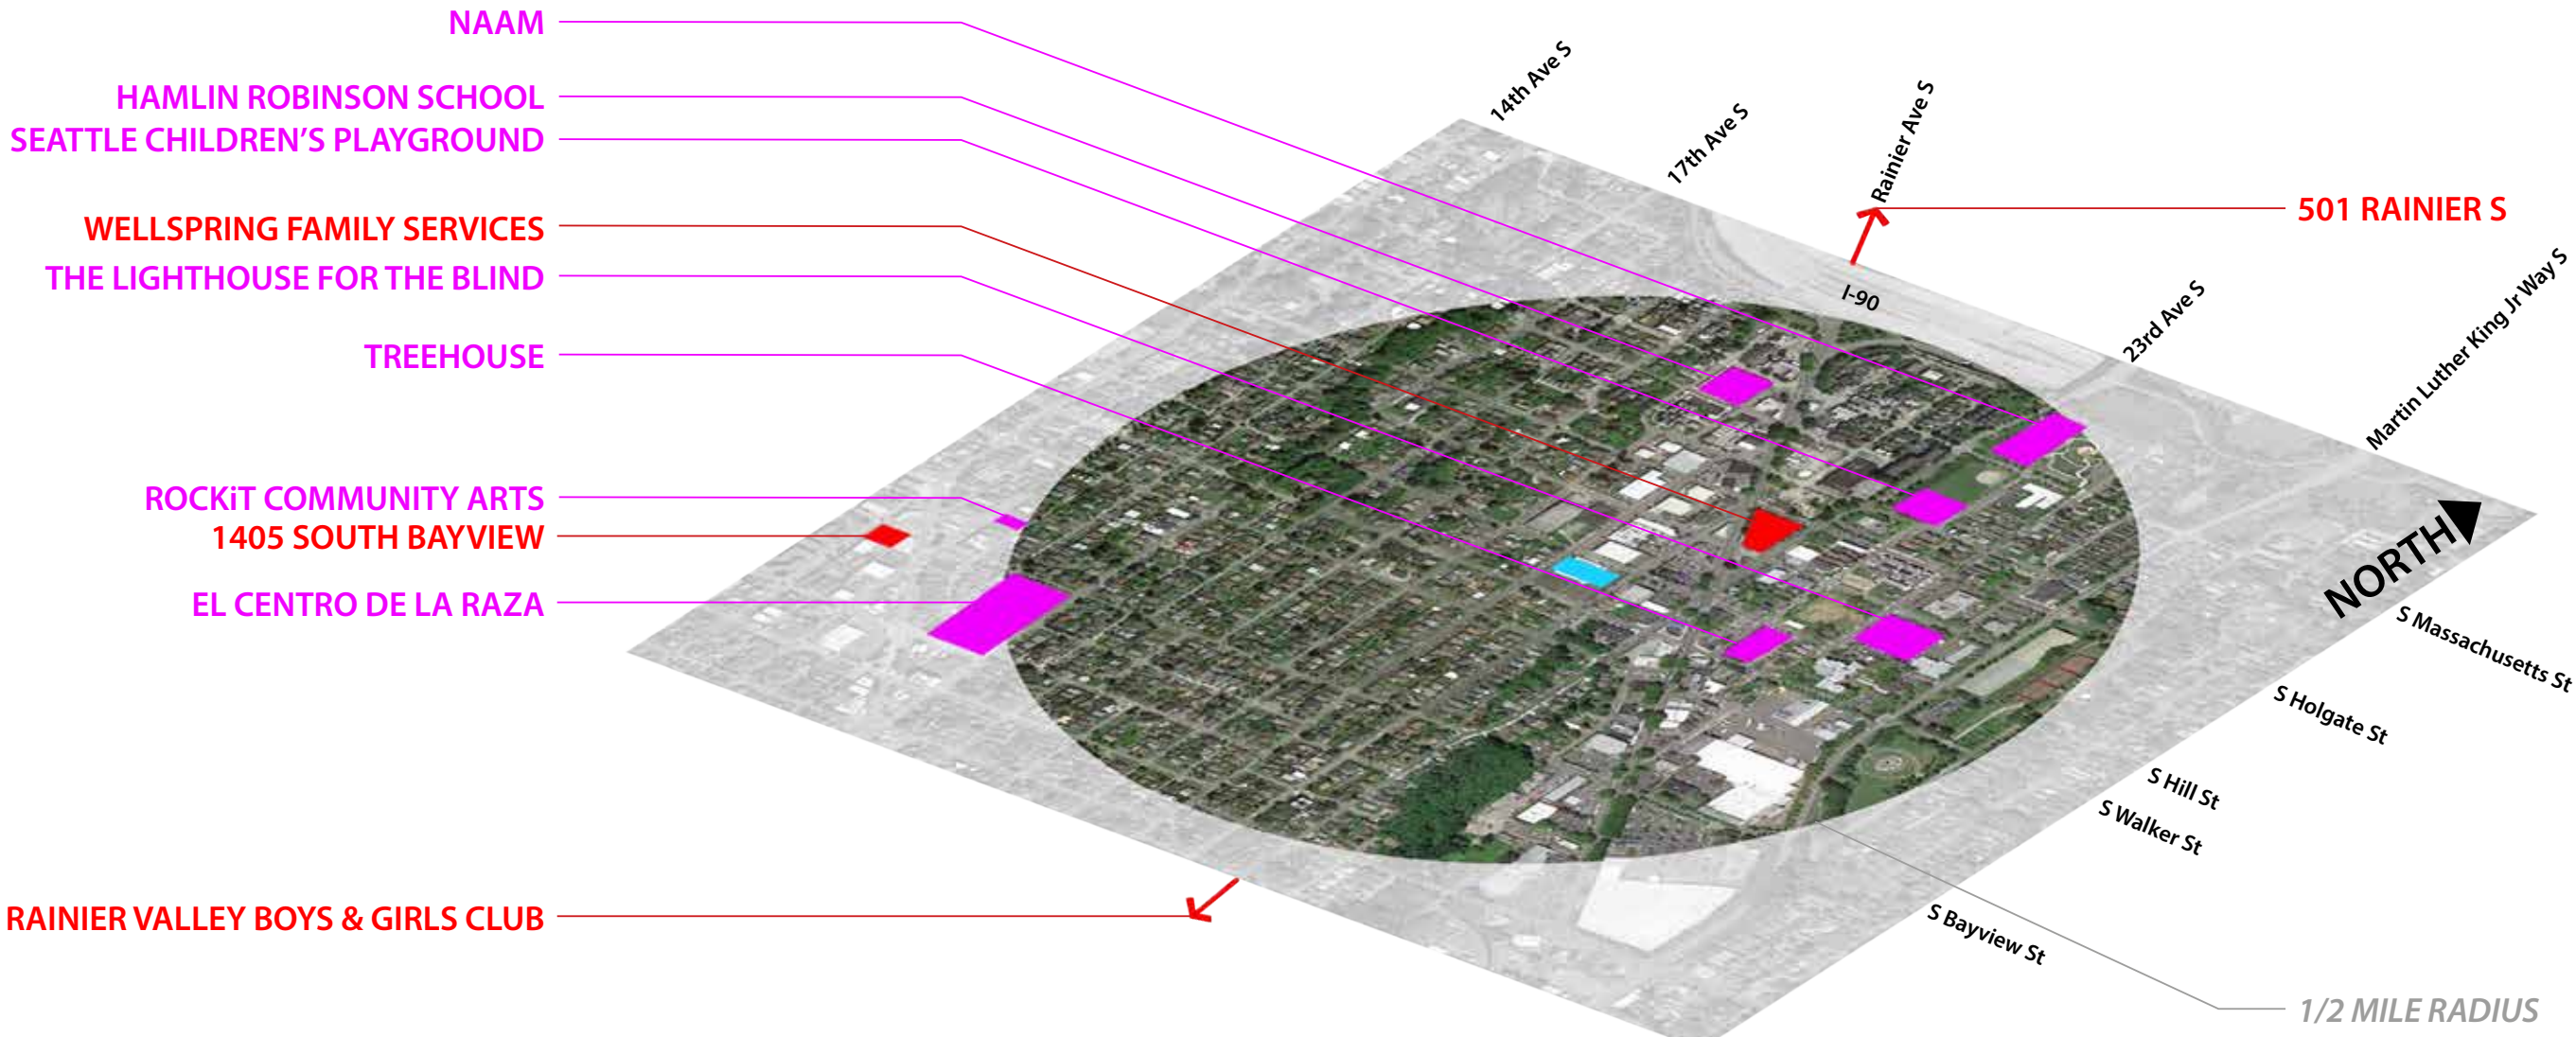 NAAM
HAMLIN ROBINSON SCHOOL
SEATTLE CHILDREN'S PLAYGROUND
WELLSPRING FAMILY SERVICES
THE LIGHTHOUSE FOR THE BLIND
TREEHOUSE
ROCKiT COMMUNITY ARTS
1405 SOUTH BAYVIEW
EL CENTRO DE LA RAZA
RAINIER VALLEY BOYS & GIRLS CLUB
14th Ave S
17th Ave S
Rainier Ave S
501 RAINIER S
I-90
23rd Ave S
Martin Luther King Jr Way S
NORTH
S Massachusetts St
S Holgate St
S Hill St
S Walker St
S Bayview St
1/2 MILE RADIUS